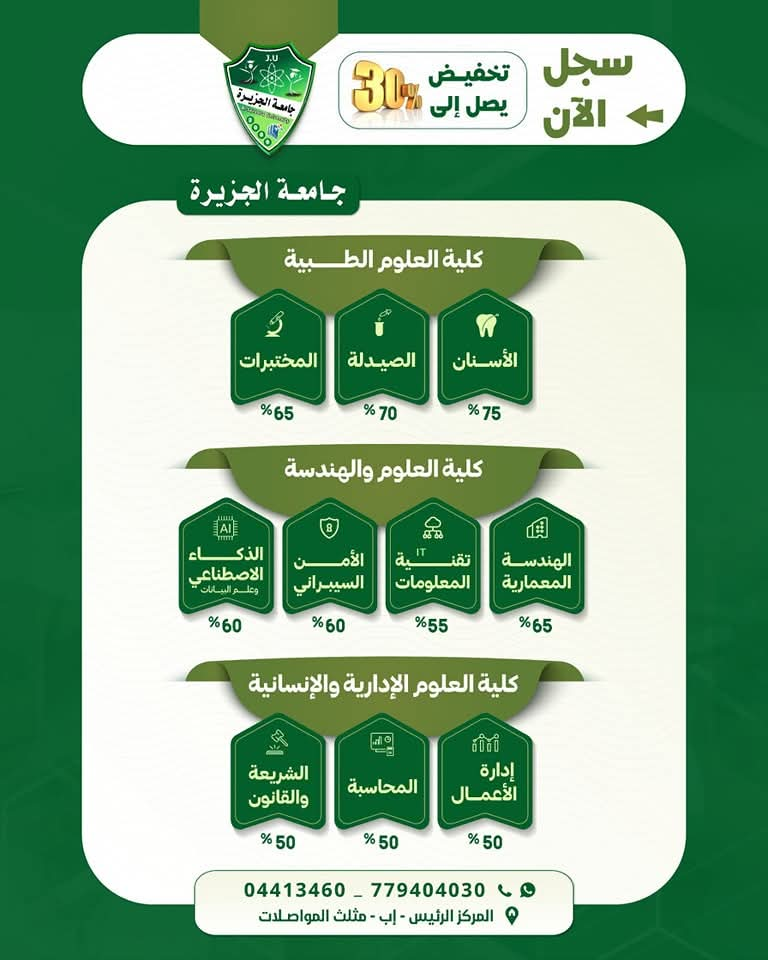 سجل
الآن
تخفيض
يصل إلى
30%
J.U
جامعة الجزيرة
جامعة الجزيرة
كلية العلوم الطبية
الأسنان
%75
الصيدلة
%70
المختبرات
%65
كلية العلوم والهندسة
الهندسة
المعمارية
%65
تقنية IT
المعلومات
%55
الأمن
السيبراني
%60
AI
الذكاء
الاصطناعي
وعلم البيانات
%60
كلية العلوم الإدارية والإنسانية
إدارة
الأعمال
%50
المحاسبة
%50
الشريعة
والقانون
%50
04413460 _ 779404030
المركز الرئيس - إب - مثلث المواصلات